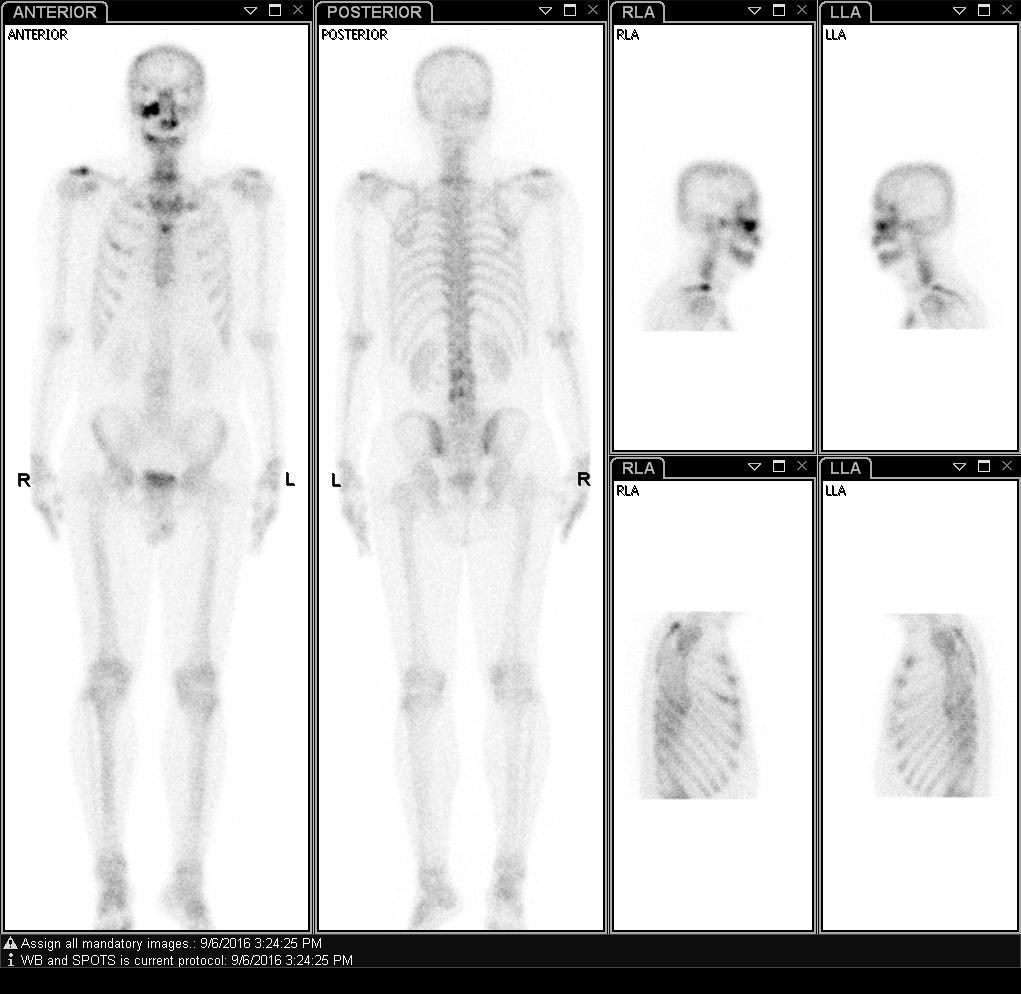 ANTERIOR
POSTERIOR
RLA
LLA
ANTERIOR
POSTERIOR
RLA
LLA
R
L
L
R
RLA
LLA
RLA
LLA
Assign all mandatory images.: 9/6/2016 3:24:25 PM
WB and SPOTS is current protocol: 9/6/2016 3:24:25 PM